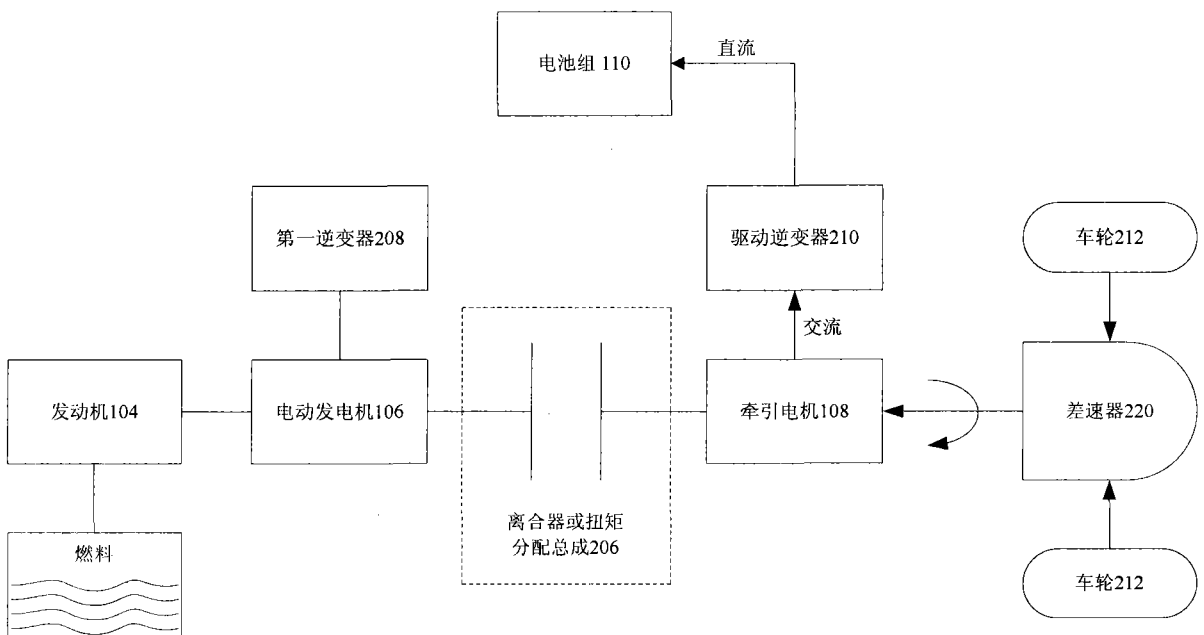 电池组 110
直流
第一逆变器208
驱动逆变器210
车轮212
交流
发动机104
电动发电机106
牵引电机108
差速器220
离合器或扭矩
分配总成206
燃料
车轮212